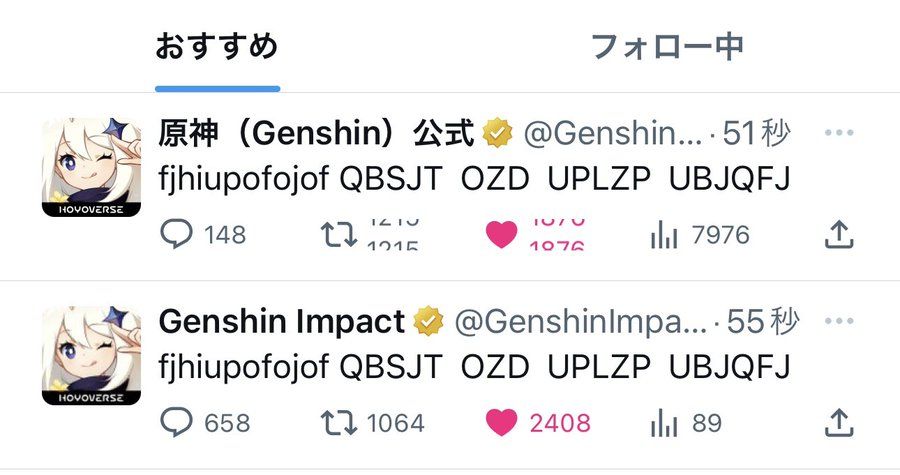 おすすめ フォロー中
原神（Genshin）公式 @Genshin... · 51秒 ...
fjhiupofojof QBSJT OZD UPLZP UBJQFJ
HOYOVERSE
148 1215 1215 1876 1876 7976
Genshin Impact @GenshinImpa... · 55秒 ...
fjhiupofojof QBSJT OZD UPLZP UBJQFJ
HOYOVERSE
658 1064 2408 89